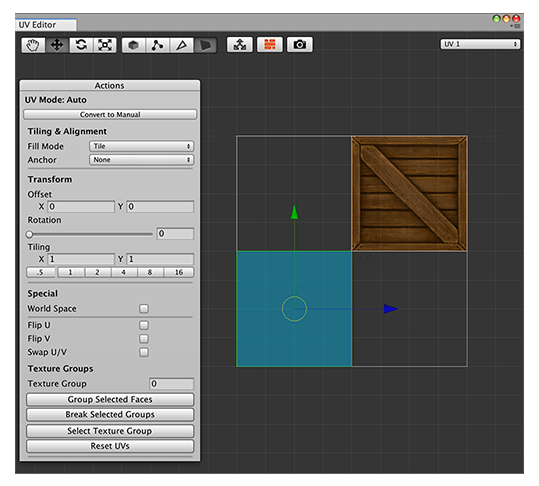 UV Editor
UV 1
Actions
UV Mode: Auto
Convert to Manual
Tiling & Alignment
Fill Mode Tile
Anchor None
Transform
Offset
X 0 Y 0
Rotation
0
Tiling
X 1 Y 1
.5 1 2 4 8 16
Special
World Space
Flip U
Flip V
Swap U/V
Texture Groups
Texture Group 0
Group Selected Faces
Break Selected Groups
Select Texture Group
Reset UVs